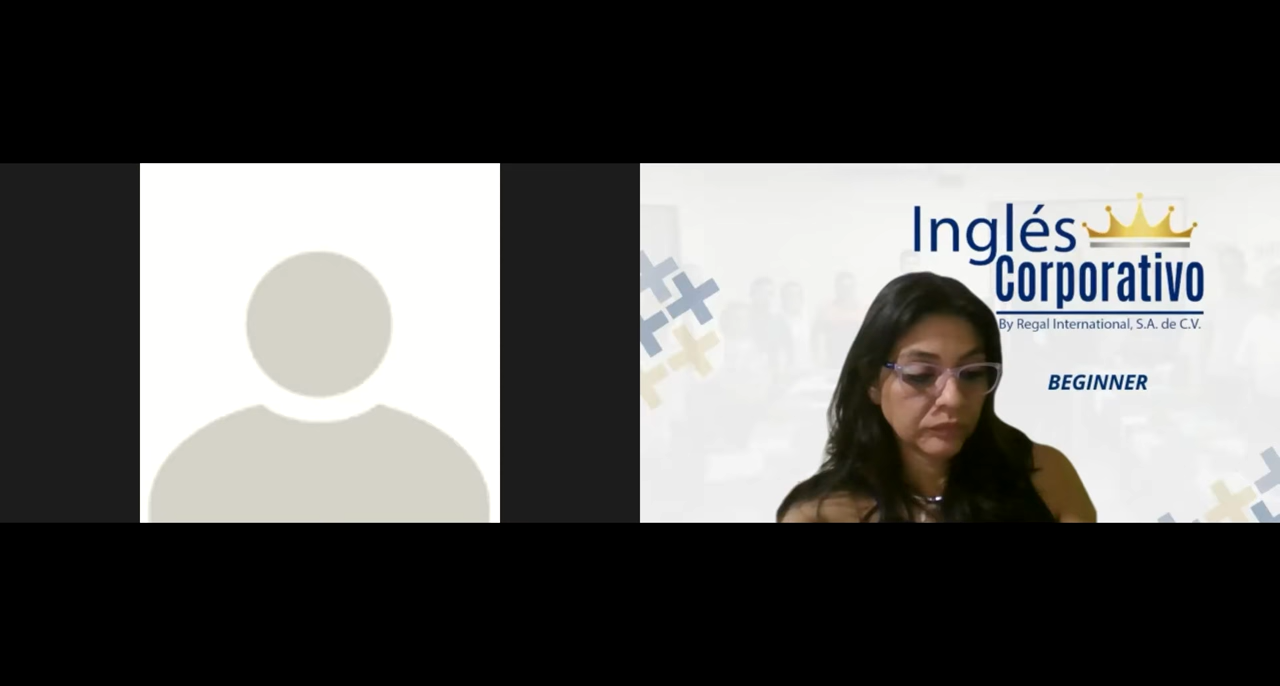 Inglés
Corporativo
By Regal International, S.A. de C.V.
BEGINNER